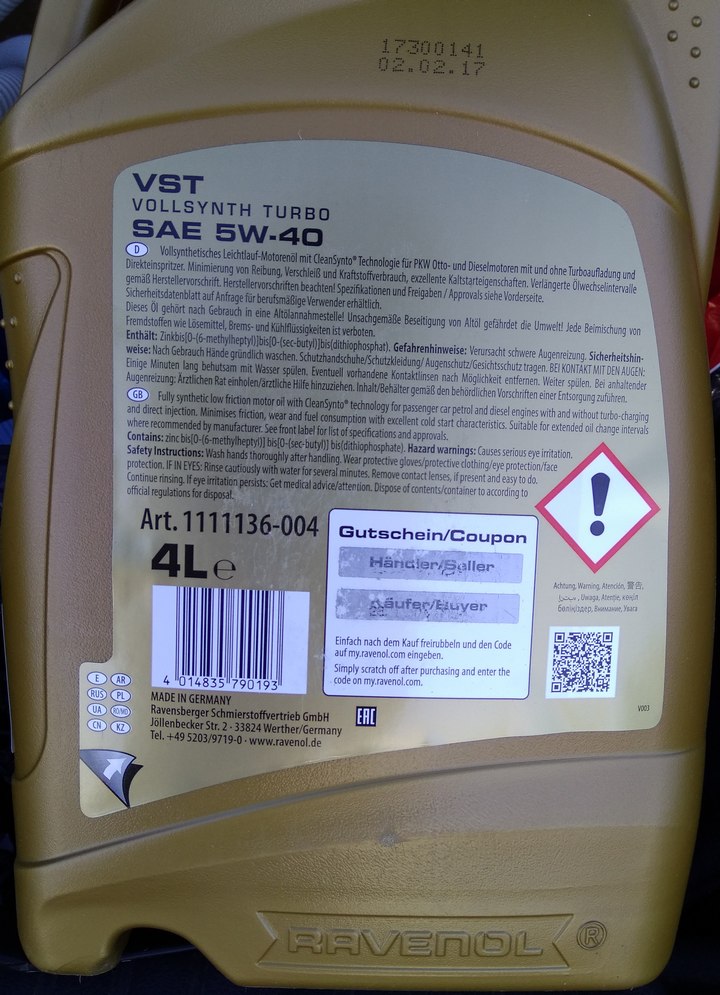 17300141
02.02.17
VST
VOLLSYNTH TURBO
SAE 5W-40
D Vollsynthetisches Leichtlauf-Motorenöl mit CleanSynto® Technologie für PKW Otto- und Dieselmotoren mit und ohne Turboaufladung und
Direkteinspritzer. Minimierung von Reibung, Verschleiß und Kraftstoffverbrauch, exzellente Kaltstarteigenschaften. Verlängerte Ölwechselintervalle
gemäß Herstellervorschrift. Herstellervorschriften beachten! Spezifikationen und Freigaben / Approvals siehe Vorderseite.
Sicherheitsdatenblatt auf Anfrage für berufsmäßige Verwender erhältlich.
Dieses Öl gehört nach Gebrauch in eine Altölannahmestelle! Unsachgemäße Beseitigung von Altöl gefährdet die Umwelt! Jede Beimischung von
Fremdstoffen wie Lösemittel, Brems- und Kühlflüssigkeiten ist verboten.
Enthält: Zinkbis[O-(6-methylheptyl)]bis[O-(sec-butyl)]bis(dithiophosphat). Gefahrenhinweise: Verursacht schwere Augenreizung. Sicherheitshin-
weise: Nach Gebrauch Hände gründlich waschen. Schutzhandschuhe/Schutzkleidung/ Augenschutz/Gesichtsschutz tragen. BEI KONTAKT MIT DEN AUGEN:
Einige Minuten lang behutsam mit Wasser spülen. Eventuell vorhandene Kontaktlinsen nach Möglichkeit entfernen. Weiter spülen. Bei anhaltender
Augenreizung: Ärztlichen Rat einholen/ärztliche Hilfe hinzuziehen. Inhalt/Behälter gemäß den behördlichen Vorschriften einer Entsorgung zuführen.
GB Fully synthetic low friction motor oil with CleanSynto® technology for passenger car petrol and diesel engines with and without turbo-charging
and direct injection. Minimises friction, wear and fuel consumption with excellent cold start characteristics. Suitable for extended oil change intervals
where recommended by manufacturer. See front label for list of specifications and approvals.
Contains: zinc bis[O-(6-methylheptyl)] bis[O-(sec-butyl)] bis(dithiophosphate). Hazard warnings: Causes serious eye irritation.
Safety Instructions: Wash hands thoroughly after handling. Wear protective gloves/protective clothing/eye protection/face
protection. IF IN EYES: Rinse cautiously with water for several minutes. Remove contact lenses, if present and easy to do.
Continue rinsing. If eye irritation persists: Get medical advice/attention. Dispose of contents/container to according to
official regulations for disposal.
Art. 1111136-004
4L e
Gutschein/Coupon
Händler/Seller
Käufer/Buyer
Einfach nach dem Kauf freirubbeln und den Code
auf my.ravenol.com eingeben.
Simply scratch off after purchasing and enter the
code on my.ravenol.com.
Achtung, Warning, Atención, 警告,
Uwaga, Atenție, көңіл
бөліңіздер, Внимание, Увага
4 014835 790193
E AR
RUS PL
UA RO/MD
CN KZ
MADE IN GERMANY
Ravensberger Schmierstoffvertrieb GmbH
Jöllenbecker Str. 2 · 33824 Werther/Germany
Tel. +49 5203/9719-0 · www.ravenol.de
EAC
V003
RAVENOL ®